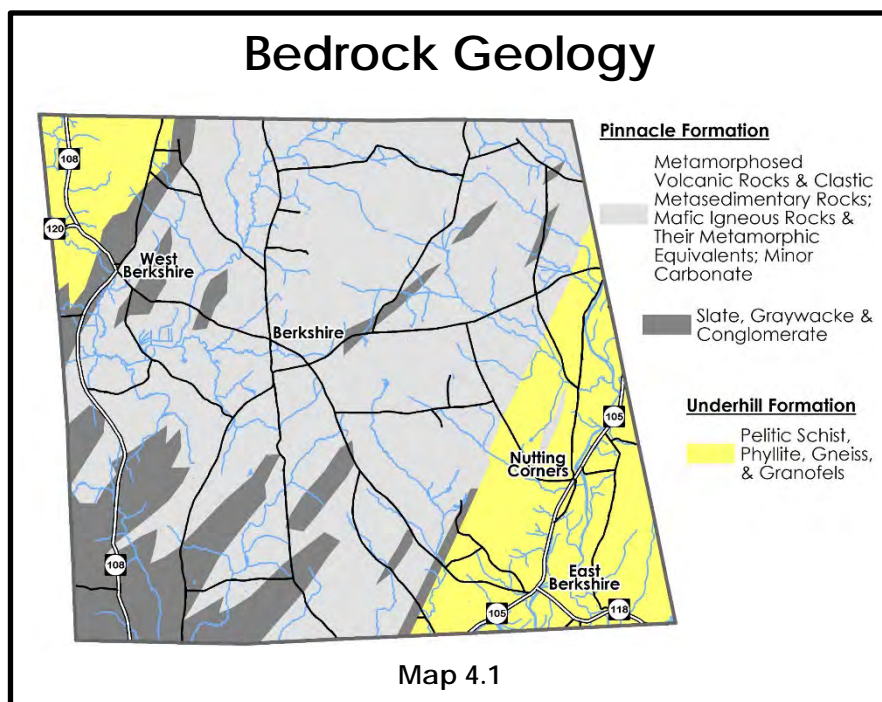 Bedrock Geology
Pinnacle Formation
Metamorphosed
Volcanic Rocks & Clastic
Metasedimentary Rocks;
Mafic Igneous Rocks &
Their Metamorphic
Equivalents; Minor
Carbonate
Slate, Graywacke &
Conglomerate
Underhill Formation
Pelitic Schist,
Phyllite, Gneiss,
& Granofels
108
120
West
Berkshire
Berkshire
105
Nutting
Corners
108
East
Berkshire
105
118
Map 4.1